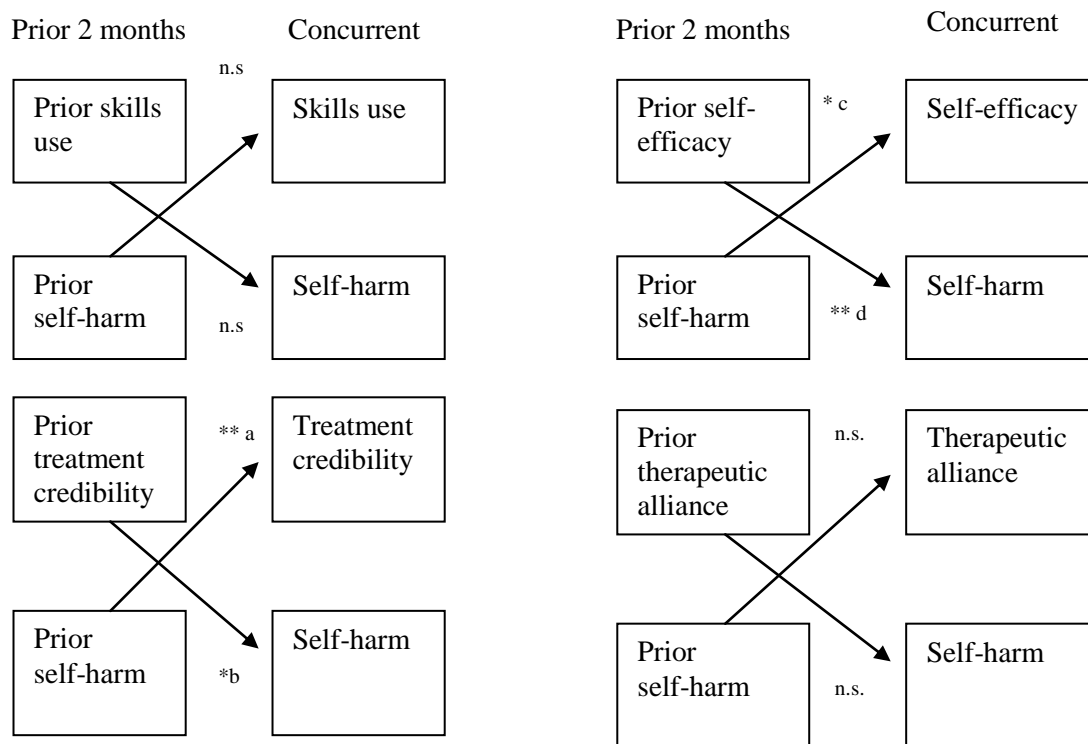 Prior 2 months
Concurrent
n.s
Prior skills
use
Skills use
Prior
self-harm
Self-harm
n.s
Prior
treatment
credibility
** a
Treatment
credibility
Prior
self-harm
Self-harm
*b
Prior 2 months
Concurrent
Prior self-
efficacy
* c
Self-efficacy
Prior
self-harm
Self-harm
** d
Prior
therapeutic
alliance
n.s.
Therapeutic
alliance
Prior
self-harm
Self-harm
n.s.